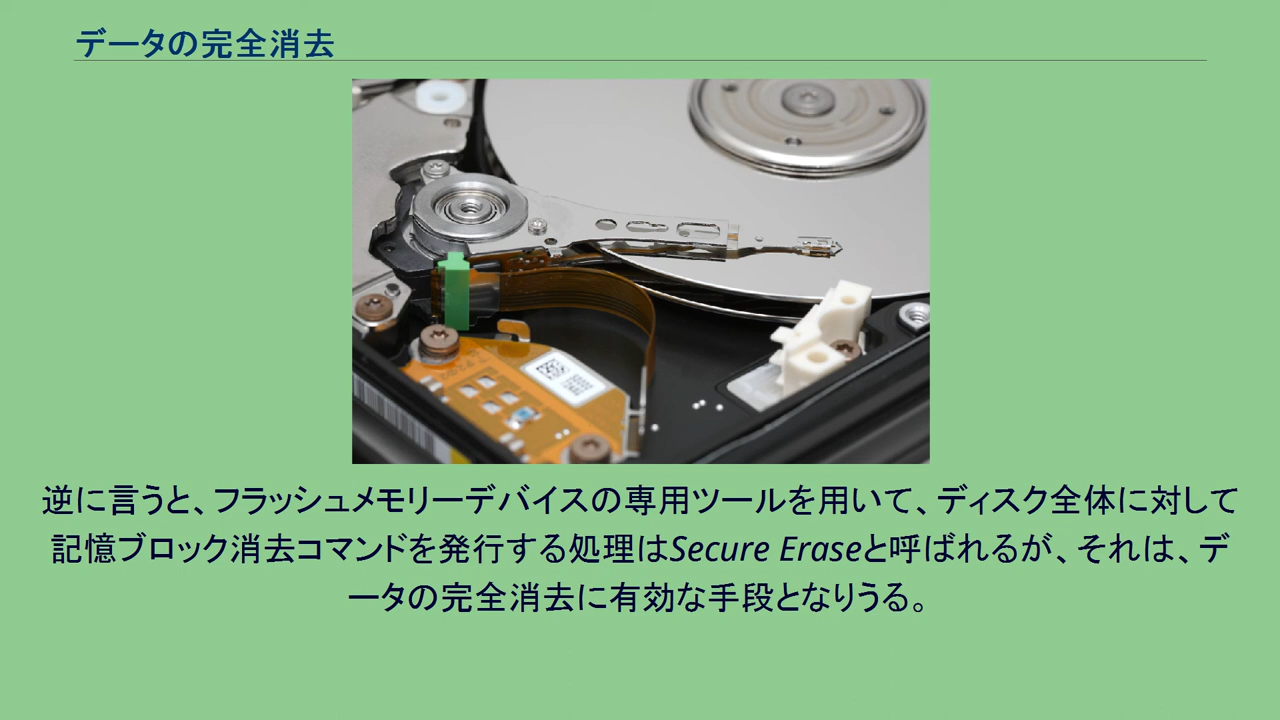 データの完全消去
逆に言うと、フラッシュメモリーデバイスの専用ツールを用いて、ディスク全体に対して
記憶ブロック消去コマンドを発行する処理はSecure Eraseと呼ばれるが、それは、デ
ータの完全消去に有効な手段となりうる。